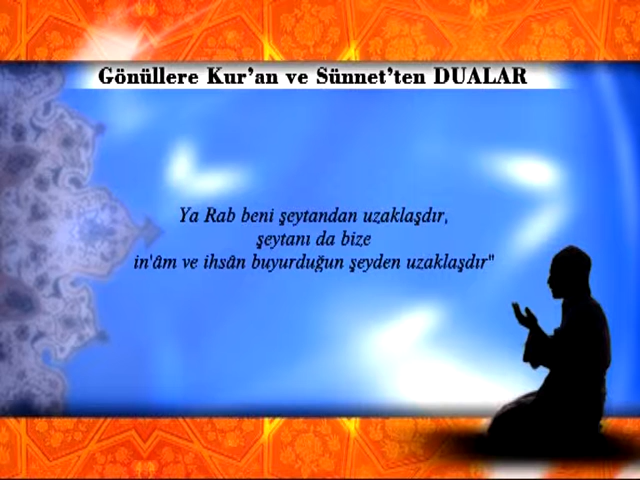 Gönüllere Kur'an ve Sünnet'ten DUALAR
Ya Rab beni şeytandan uzaklaşdır,
şeytanı da bize
in'âm ve ihsân buyurduğun şeyden uzaklaşdır"